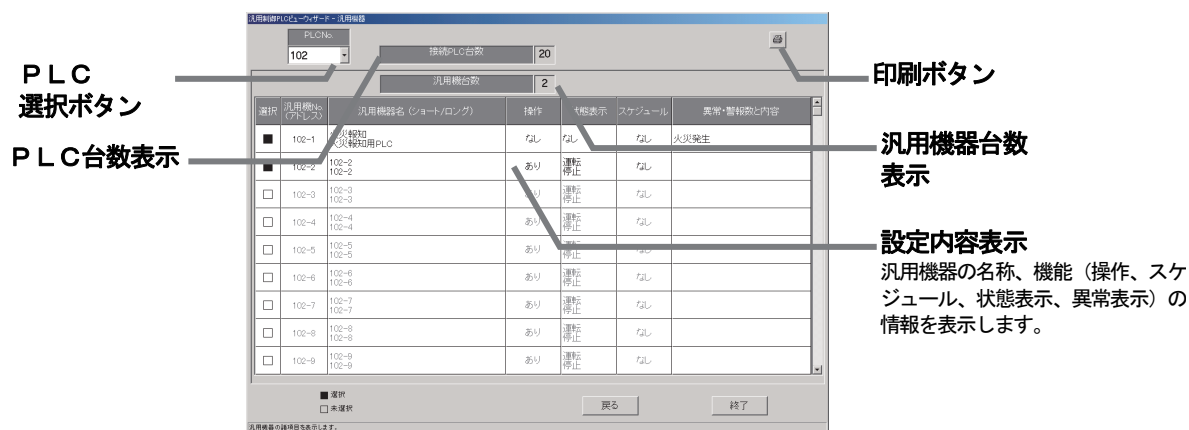 汎用制御PLCビューウィザード - 汎用機器
PLCNo.
102
接続PLC台数 20
汎用機台数 2
選択 汎用機No.(アドレス) 汎用機器名 (ショート/ロング) 操作 状態表示 スケジュール 異常・警報数と内容
■ 102-1 火災報知 なし なし なし 火災発生
火災報知用PLC
■ 102-2 102-2 あり 運転 なし
102-2 停止
□ 102-3 102-3 あり 運転 なし
102-3 停止
□ 102-4 102-4 あり 運転 なし
102-4 停止
□ 102-5 102-5 あり 運転 なし
102-5 停止
□ 102-6 102-6 あり 運転 なし
102-6 停止
□ 102-7 102-7 あり 運転 なし
102-7 停止
□ 102-8 102-8 あり 運転 なし
102-8 停止
□ 102-9 102-9 あり 運転 なし
102-9 停止
■ 選択
□ 未選択
戻る
終了
汎用機器の諸項目を表示します。
PLC
選択ボタン
PLC台数表示
印刷ボタン
汎用機器台数
表示
設定内容表示
汎用機器の名称、機能（操作、スケ
ジュール、状態表示、異常表示）の
情報を表示します。